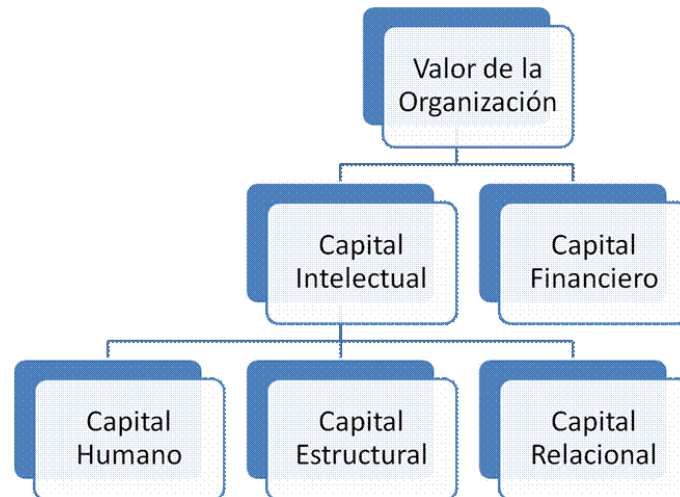 Valor de la
Organización
Capital
Intelectual
Capital
Financiero
Capital
Humano
Capital
Estructural
Capital
Relacional